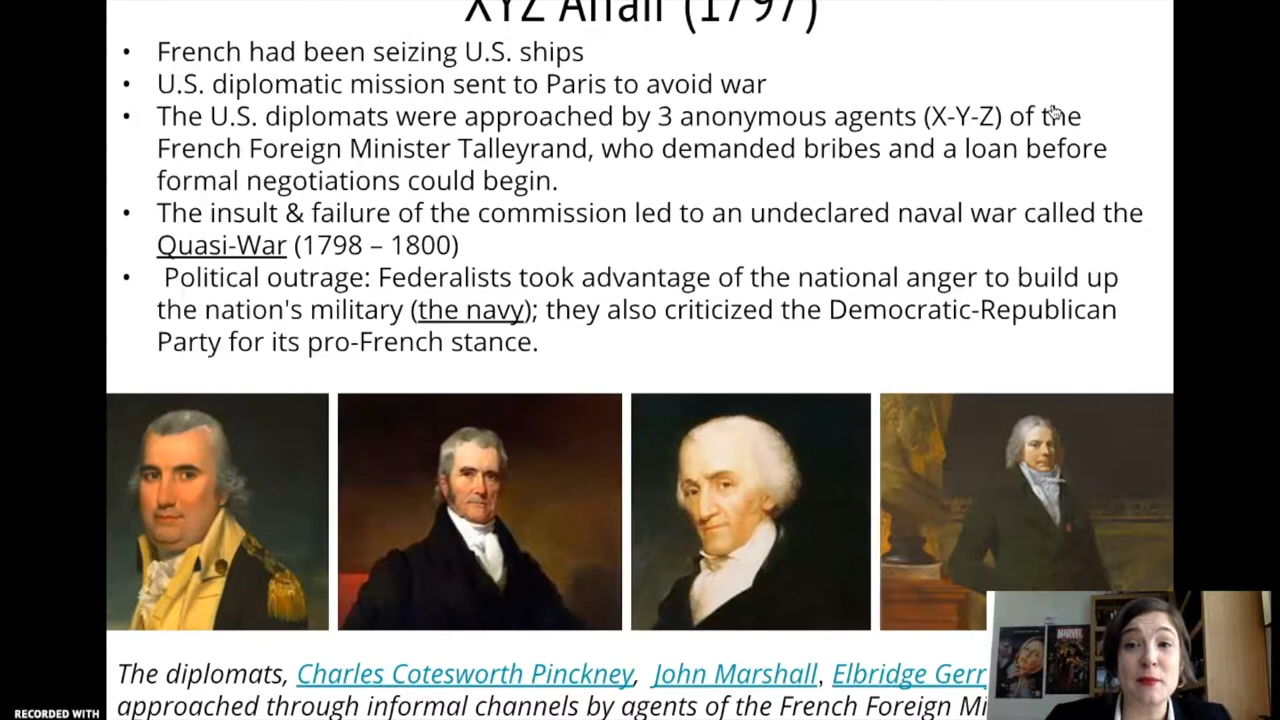 XYZ Affair (1797)
• French had been seizing U.S. ships
• U.S. diplomatic mission sent to Paris to avoid war
• The U.S. diplomats were approached by 3 anonymous agents (X-Y-Z) of the
French Foreign Minister Talleyrand, who demanded bribes and a loan before
formal negotiations could begin.
• The insult & failure of the commission led to an undeclared naval war called the
Quasi-War (1798 – 1800)
• Political outrage: Federalists took advantage of the national anger to build up
the nation's military (the navy); they also criticized the Democratic-Republican
Party for its pro-French stance.
The diplomats, Charles Cotesworth Pinckney, John Marshall, Elbridge Gerr
approached through informal channels by agents of the French Foreign Mi
MARVEL
RECORDED WITH